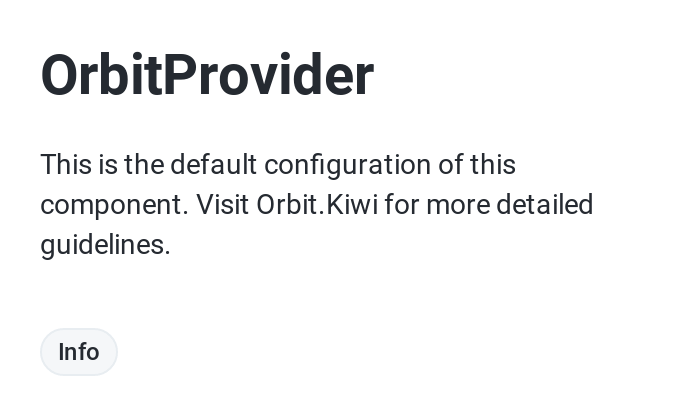 OrbitProvider
This is the default configuration of this
component. Visit Orbit.Kiwi for more detailed
guidelines.
Info